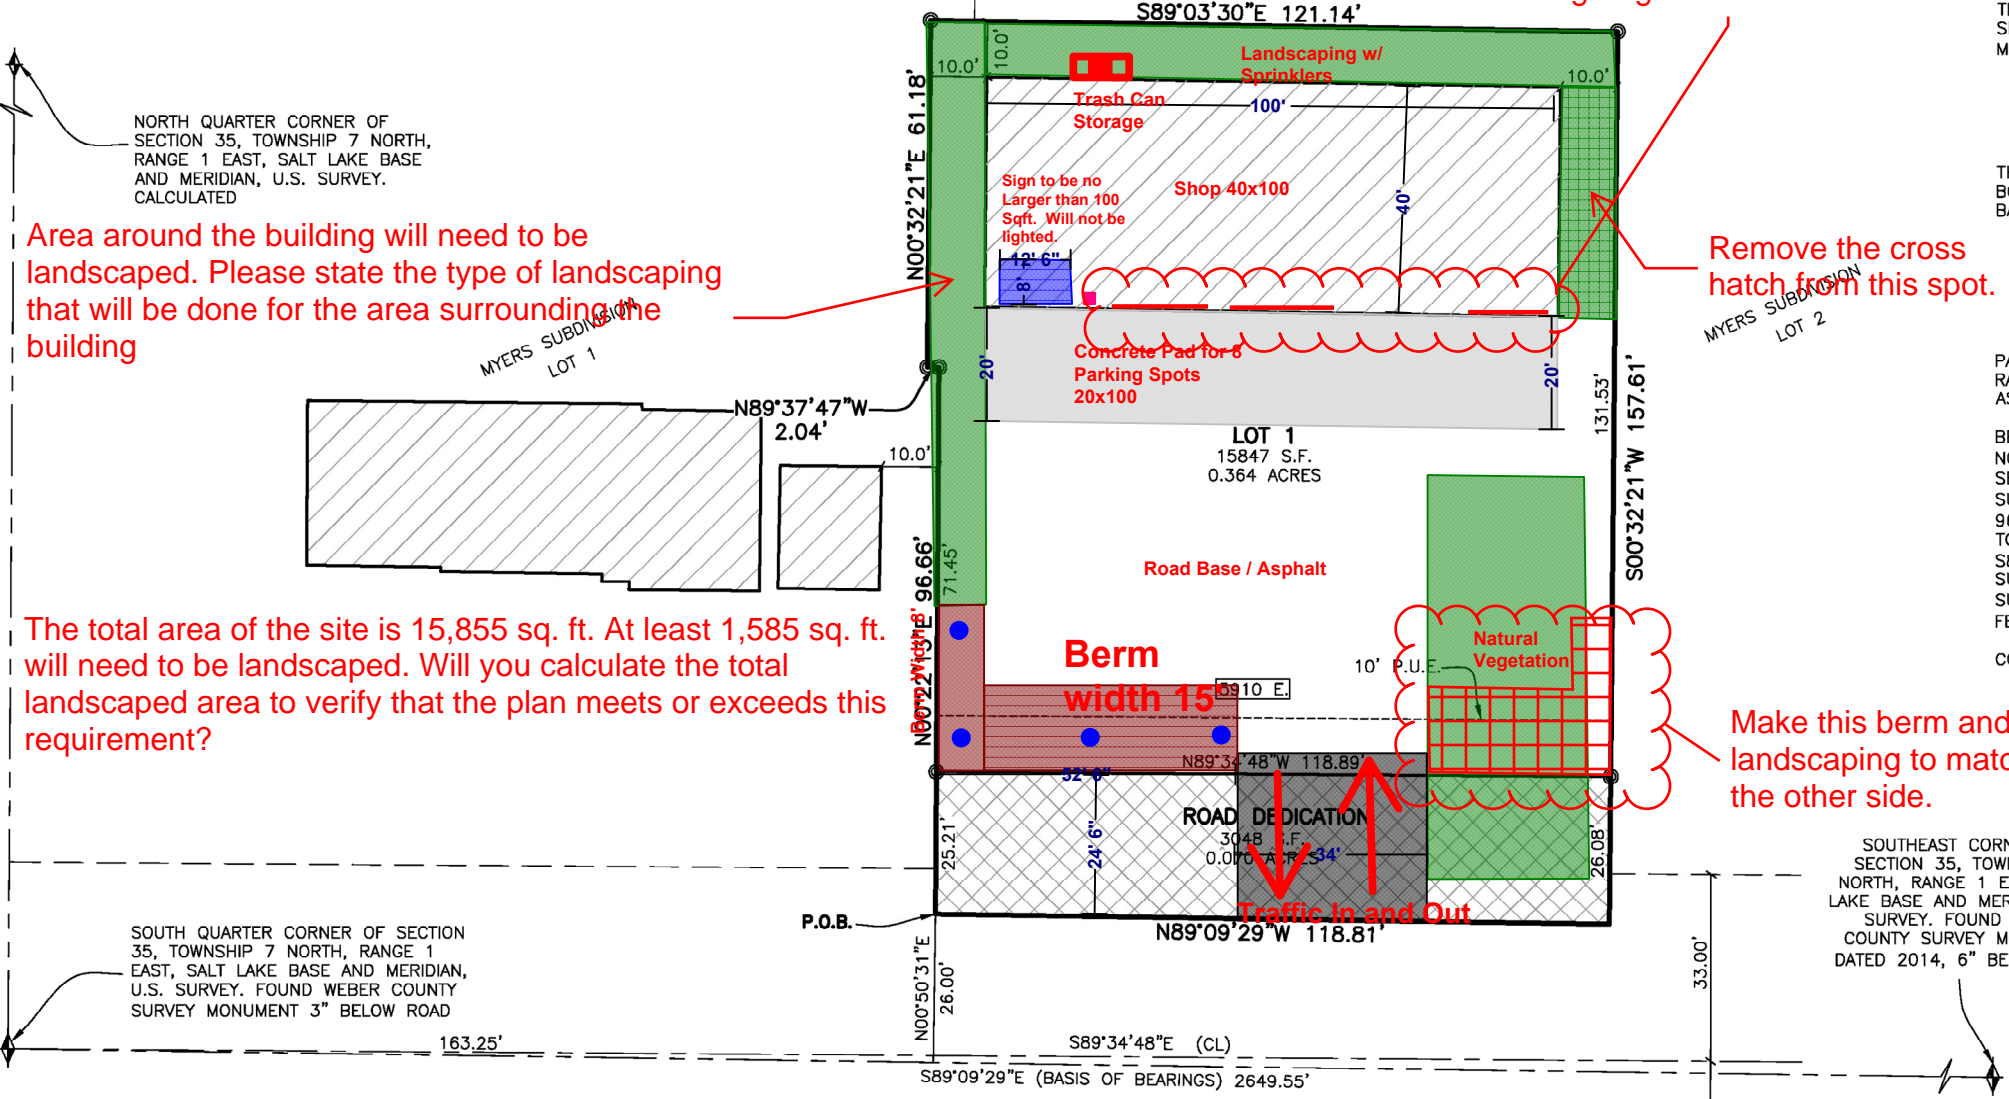 S89°03'30"E 121.14'
10.0'
10.0'
10.0'
Landscaping w/
Sprinklers
Trash Can
Storage
100'
N00°32'21"E 61.18'
NORTH QUARTER CORNER OF
SECTION 35, TOWNSHIP 7 NORTH,
RANGE 1 EAST, SALT LAKE BASE
AND MERIDIAN, U.S. SURVEY.
CALCULATED
Sign to be no
Larger than 100
Sqft. Will not be
lighted.
Shop 40x100
40'
12' 6"
8'
Area around the building will need to be
landscaped. Please state the type of landscaping
that will be done for the area surrounding the
building
MYERS SUBDIVISION
LOT 1
Remove the cross
hatch from this spot.
MYERS SUBDIVISION
LOT 2
Concrete Pad for 8
Parking Spots
20x100
20'
20'
N89°37'47"W
2.04'
10.0'
LOT 1
15847 S.F.
0.364 ACRES
131.53'
S00°32'21"W 157.61'
Road Base / Asphalt
71.45'
N00°22'13"E 96.66'
Berm Width 8'
The total area of the site is 15,855 sq. ft. At least 1,585 sq. ft.
will need to be landscaped. Will you calculate the total
landscaped area to verify that the plan meets or exceeds this
requirement?
Berm
width 15'
5910 E.
Natural
Vegetation
10' P.U.E.
Make this berm and
landscaping to matc
the other side.
N89°34'48"W 118.89'
52' 6"
ROAD DEDICATION
3048 S.F.
0.070 ACRES
34'
25.21'
24' 6"
26.08'
Traffic In and Out
P.O.B.
N89°09'29"W 118.81'
SOUTHEAST CORN
SECTION 35, TOW
NORTH, RANGE 1 E
LAKE BASE AND MER
SURVEY. FOUND
COUNTY SURVEY M
DATED 2014, 6" BE
SOUTH QUARTER CORNER OF SECTION
35, TOWNSHIP 7 NORTH, RANGE 1
EAST, SALT LAKE BASE AND MERIDIAN,
U.S. SURVEY. FOUND WEBER COUNTY
SURVEY MONUMENT 3" BELOW ROAD
N00°50'31"E
26.00'
33.00'
163.25'
S89°34'48"E (CL)
S89°09'29"E (BASIS OF BEARINGS) 2649.55'